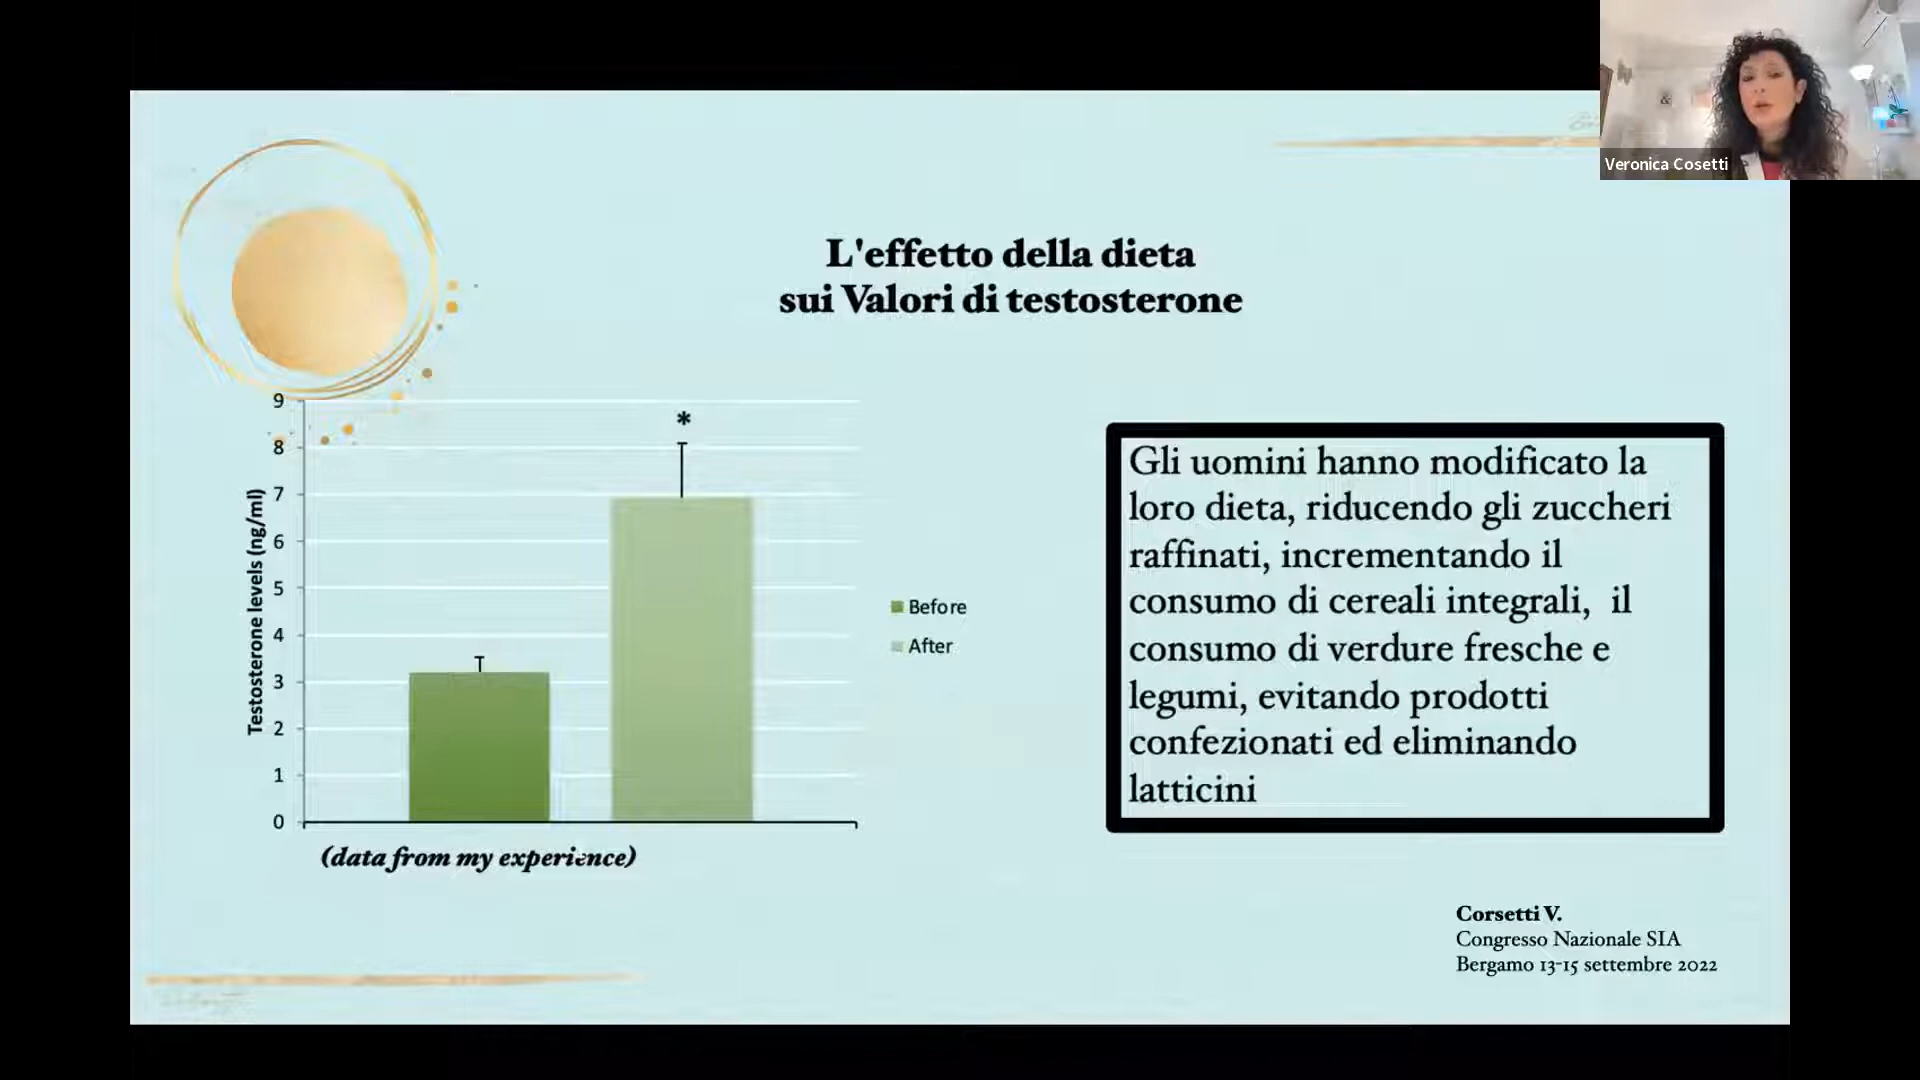 Veronica Cosetti
L'effetto della dieta
sui Valori di testosterone
9
8
7
6
5
4
3
2
1
0
Testosterone levels (ng/ml)
*
Before
After
(data from my experience)
Gli uomini hanno modificato la
loro dieta, riducendo gli zuccheri
raffinati, incrementando il
consumo di cereali integrali,  il
consumo di verdure fresche e
legumi, evitando prodotti
confezionati ed eliminando
latticini
Corsetti V.
Congresso Nazionale SIA
Bergamo 13-15 settembre 2022